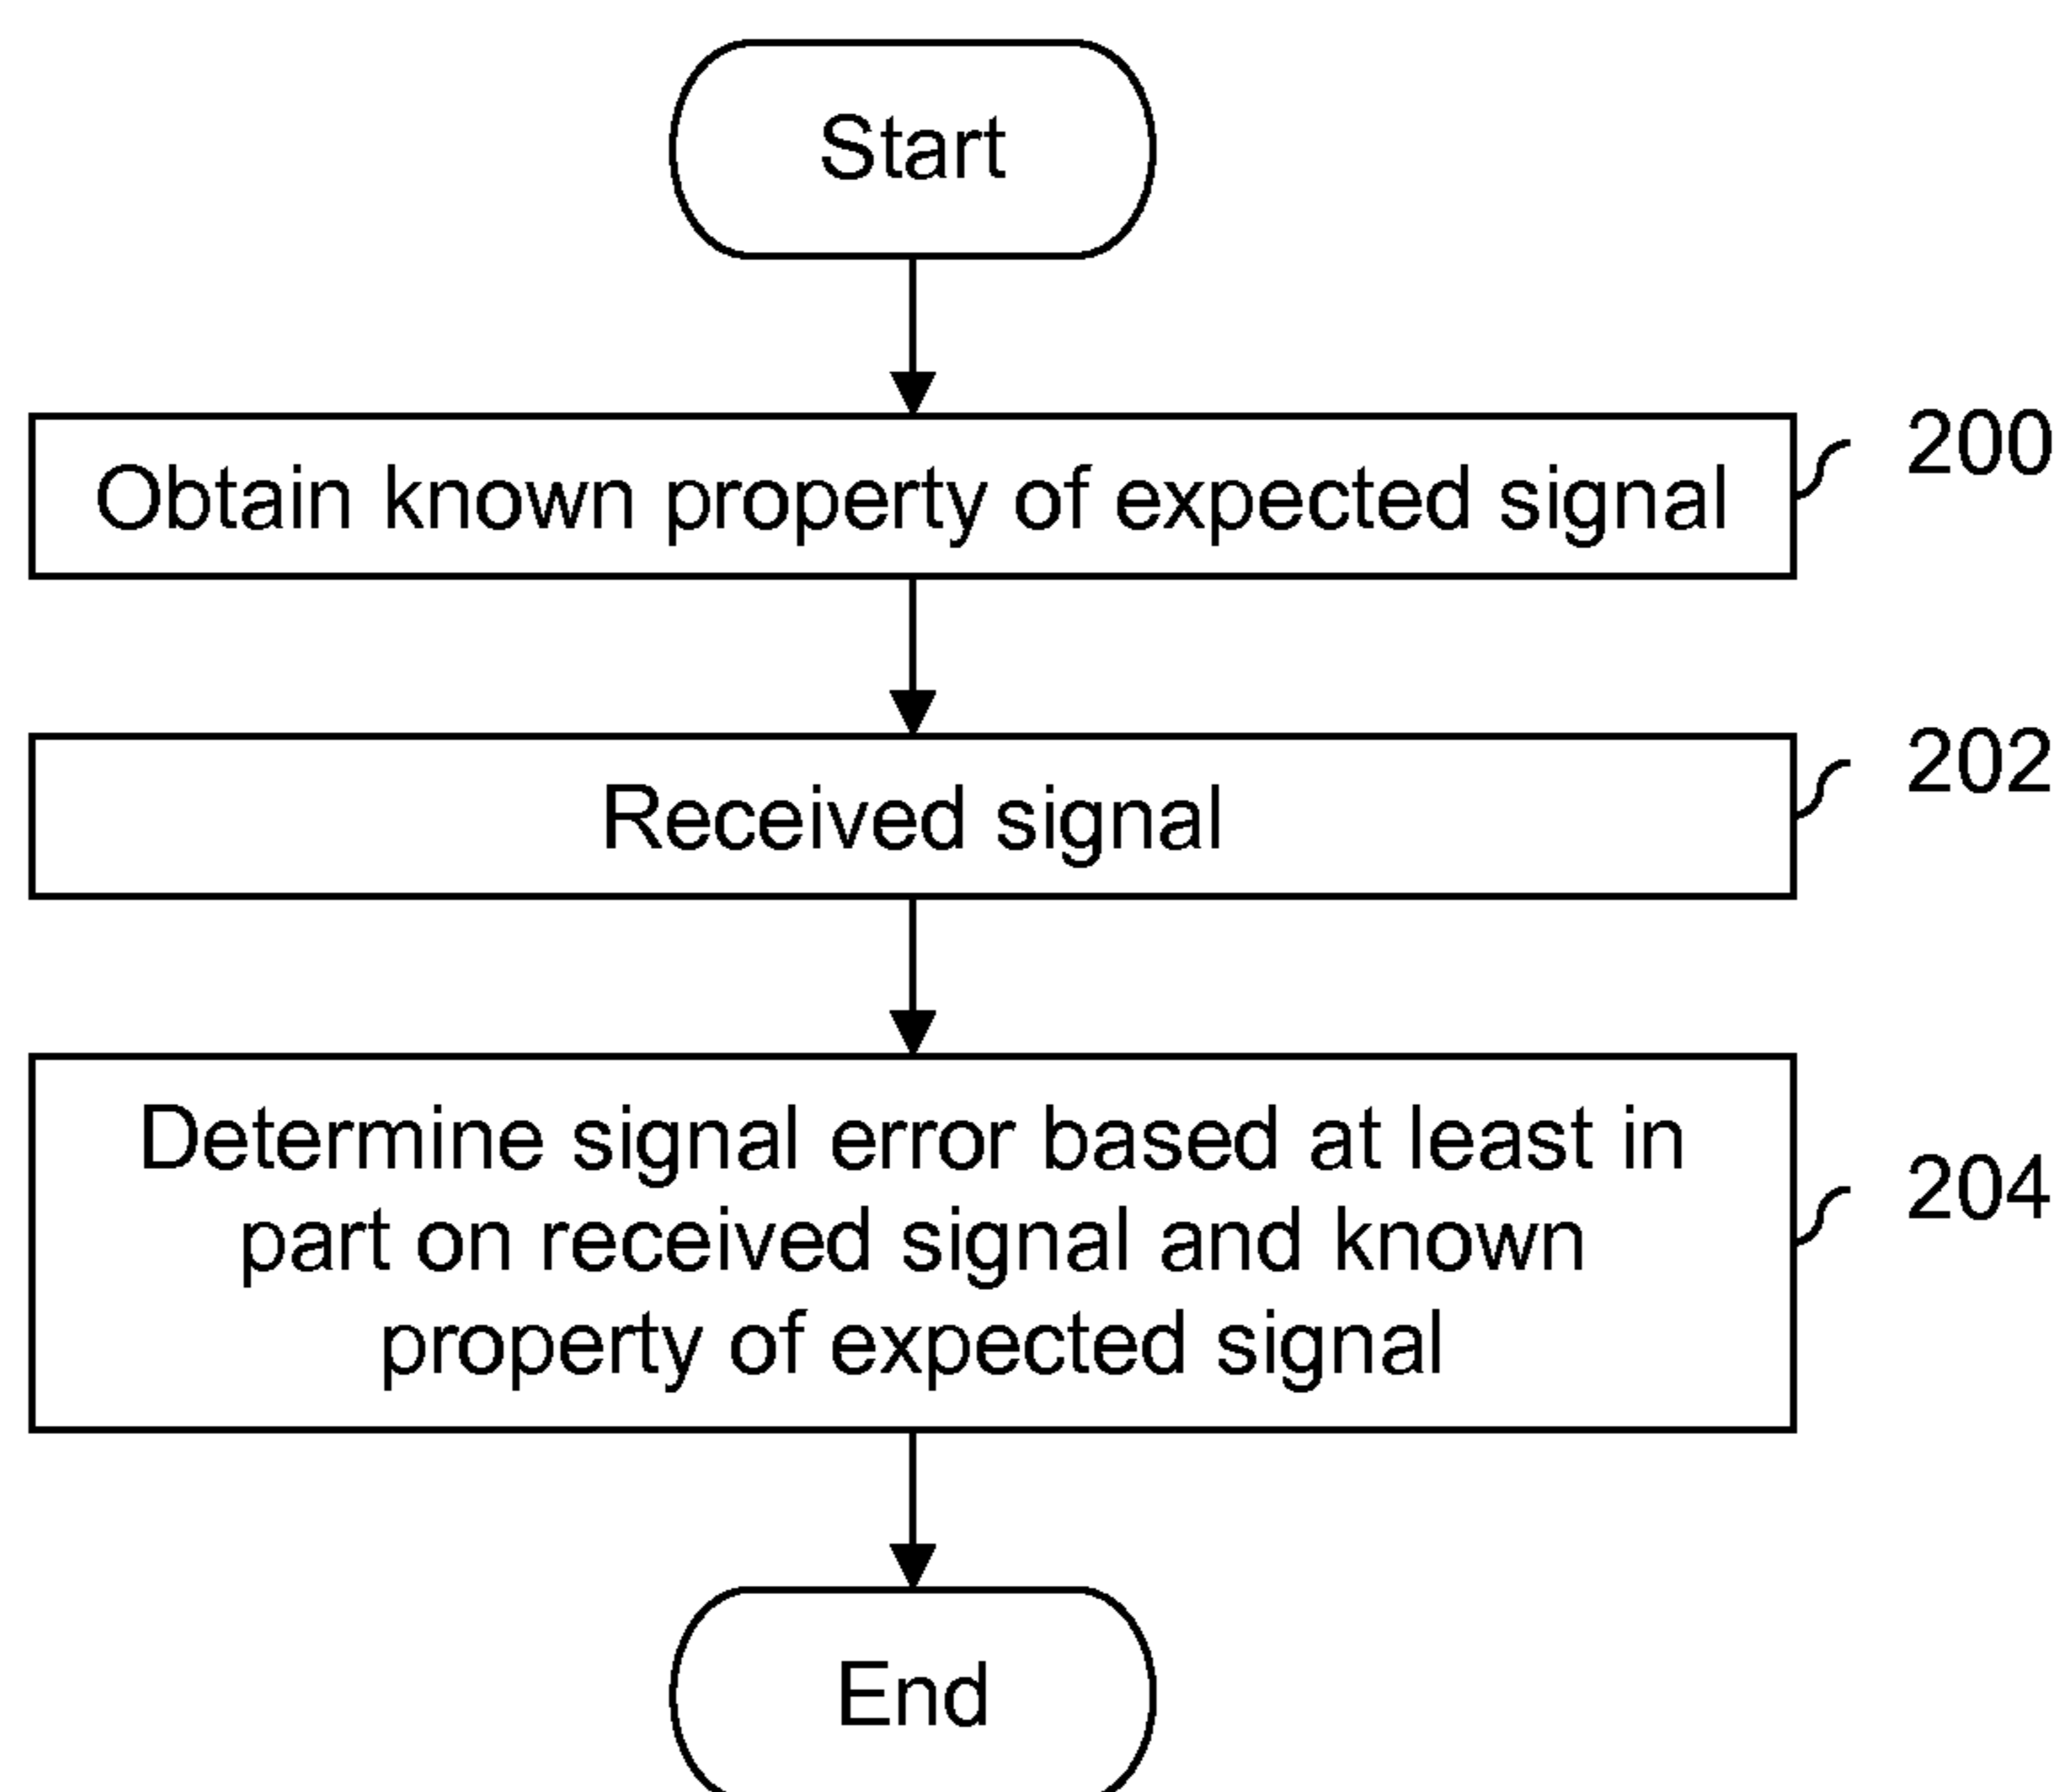 Start
Obtain known property of expected signal
200
Received signal
202
Determine signal error based at least in
part on received signal and known
property of expected signal
204
End